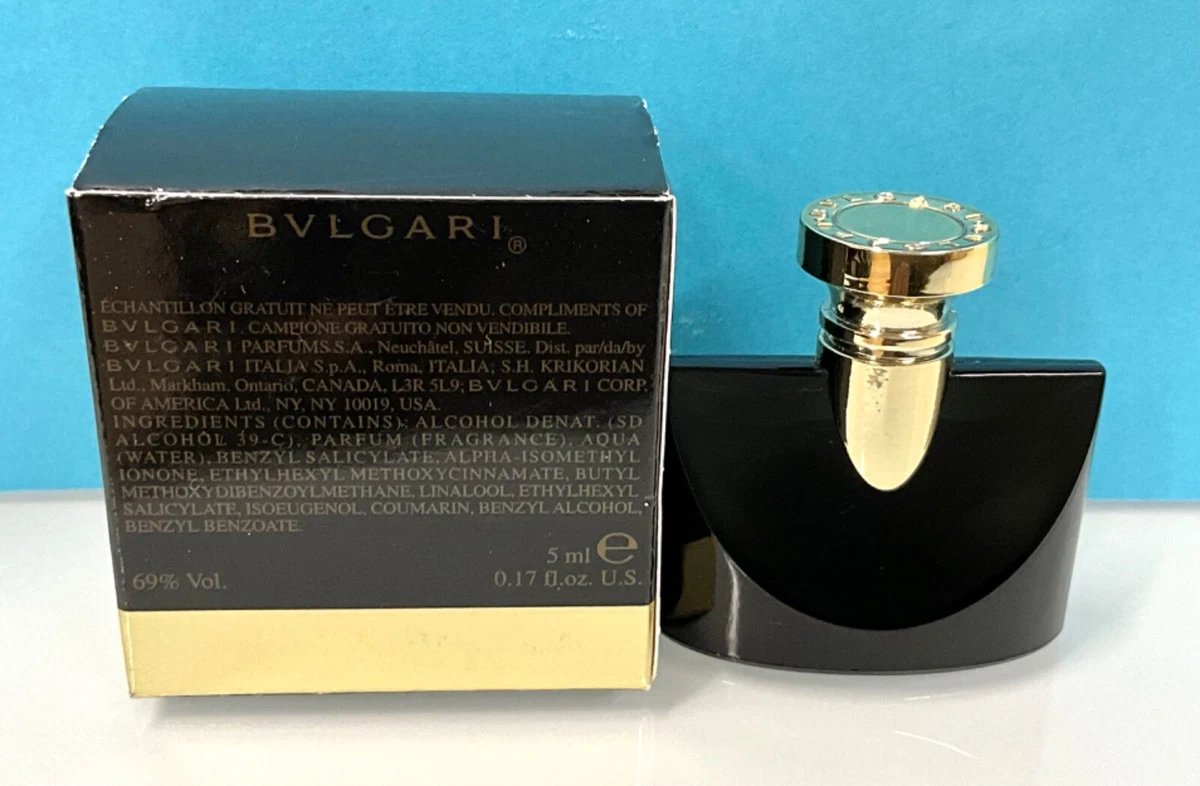 BVLGARI®
ÉCHANTILLON GRATUIT NE PEUT ÊTRE VENDU. COMPLIMENTS OF
BVLGARI. CAMPIONE GRATUITO NON VENDIBILE.
BVLGARI PARFUMS S.A., Neuchâtel, SUISSE. Dist. par/da/by
BVLGARI ITALIA S.p.A., Roma, ITALIA; S.H. KRIKORIAN
Ltd., Markham, Ontario, CANADA, L3R 5L9; BVLGARI CORP.
OF AMERICA Ltd., NY, NY 10019, USA.
INGREDIENTS (CONTAINS): ALCOHOL DENAT. (SD
ALCOHOL 39-C), PARFUM (FRAGRANCE), AQUA
(WATER), BENZYL SALICYLATE, ALPHA-ISOMETHYL
IONONE, ETHYLHEXYL METHOXYCINNAMATE, BUTYL
METHOXYDIBENZOYLMETHANE, LINALOOL, ETHYLHEXYL
SALICYLATE, ISOEUGENOL, COUMARIN, BENZYL ALCOHOL,
BENZYL BENZOATE.
5 ml e
69% Vol. 0.17 fl.oz. U.S.